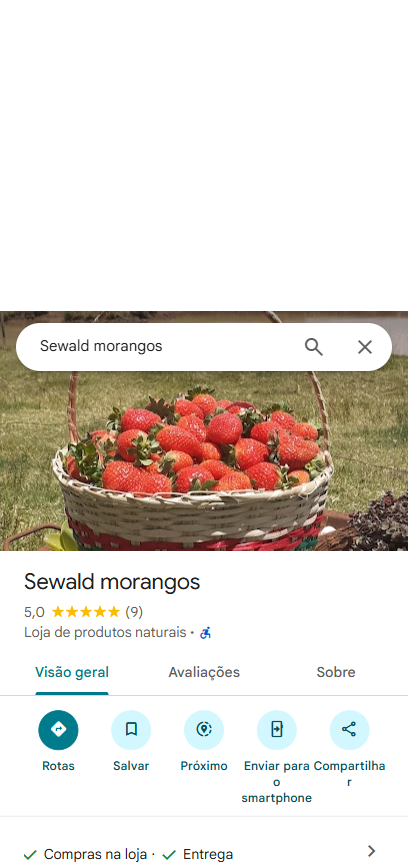 Sewald morangos
Sewald morangos
5,0 (9)
Loja de produtos naturais ·
Visão geral Avaliações Sobre
Rotas Salvar Próximo Enviar para o smartphone Compartilhar
Compras na loja · Entrega